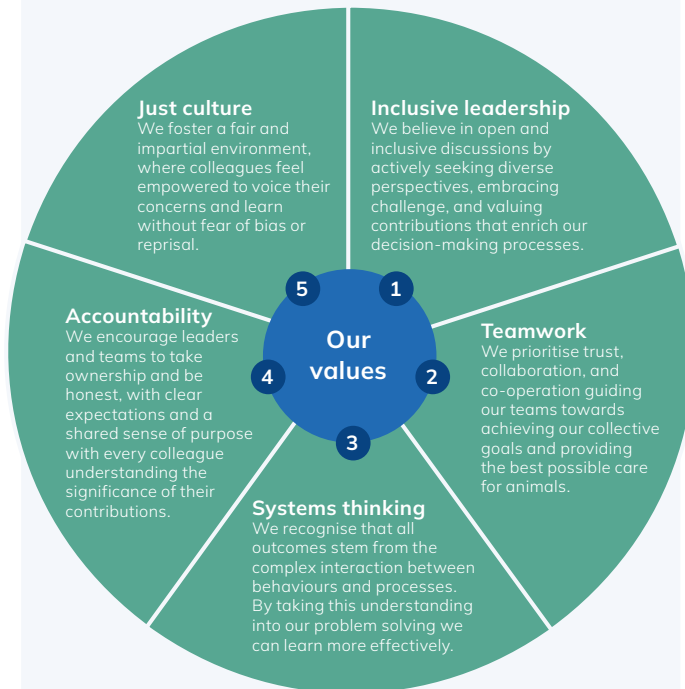 Our
values
1
Inclusive leadership
We believe in open and
inclusive discussions by
actively seeking diverse
perspectives, embracing
challenge, and valuing
contributions that enrich our
decision-making processes.
2
Teamwork
We prioritise trust,
collaboration, and
co-operation guiding
our teams towards
achieving our collective
goals and providing
the best possible care
for animals.
3
Systems thinking
We recognise that all
outcomes stem from the
complex interaction between
behaviours and processes.
By taking this understanding
into our problem solving we
can learn more effectively.
4
Accountability
We encourage leaders
and teams to take
ownership and be
honest, with clear
expectations and a
shared sense of purpose
with every colleague
understanding the
significance of their
contributions.
5
Just culture
We foster a fair and
impartial environment,
where colleagues feel
empowered to voice their
concerns and learn
without fear of bias or
reprisal.